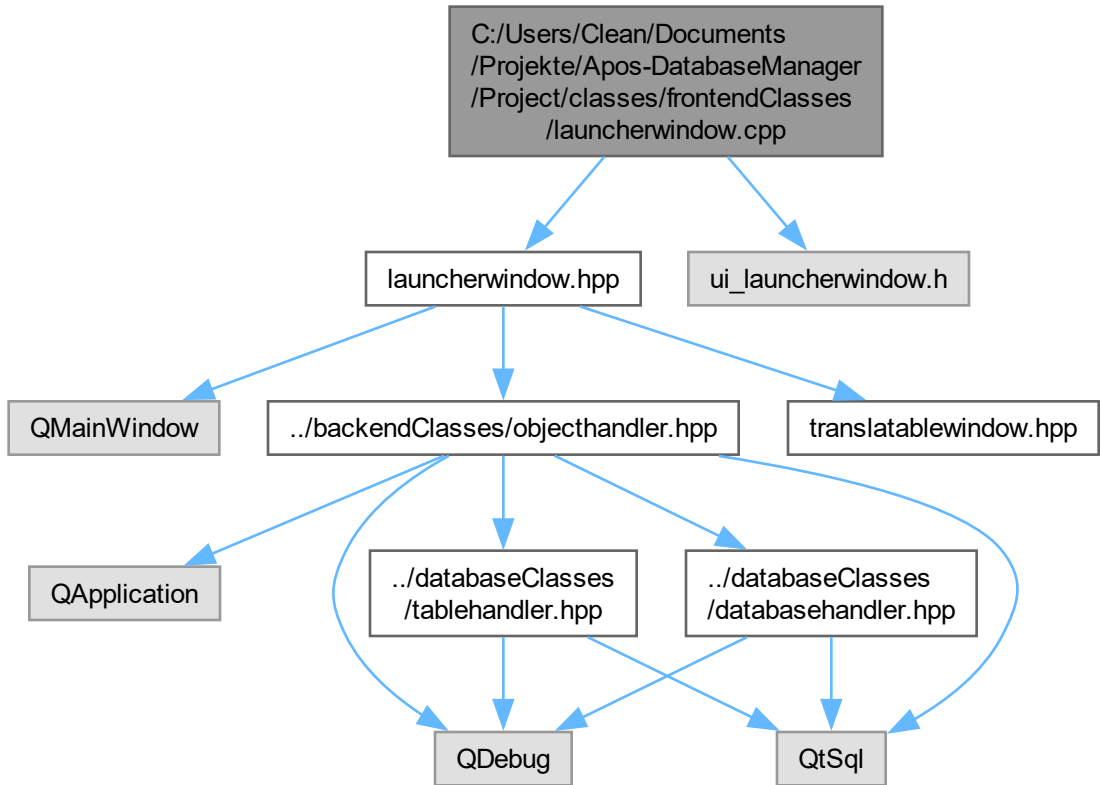 C:/Users/Clean/Documents
/Projekte/Apos-DatabaseManager
/Project/classes/frontendClasses
/launcherwindow.cpp
launcherwindow.hpp
ui_launcherwindow.h
QMainWindow
../backendClasses/objecthandler.hpp
translatablewindow.hpp
QApplication
../databaseClasses
/tablehandler.hpp
../databaseClasses
/databasehandler.hpp
QDebug
QtSql